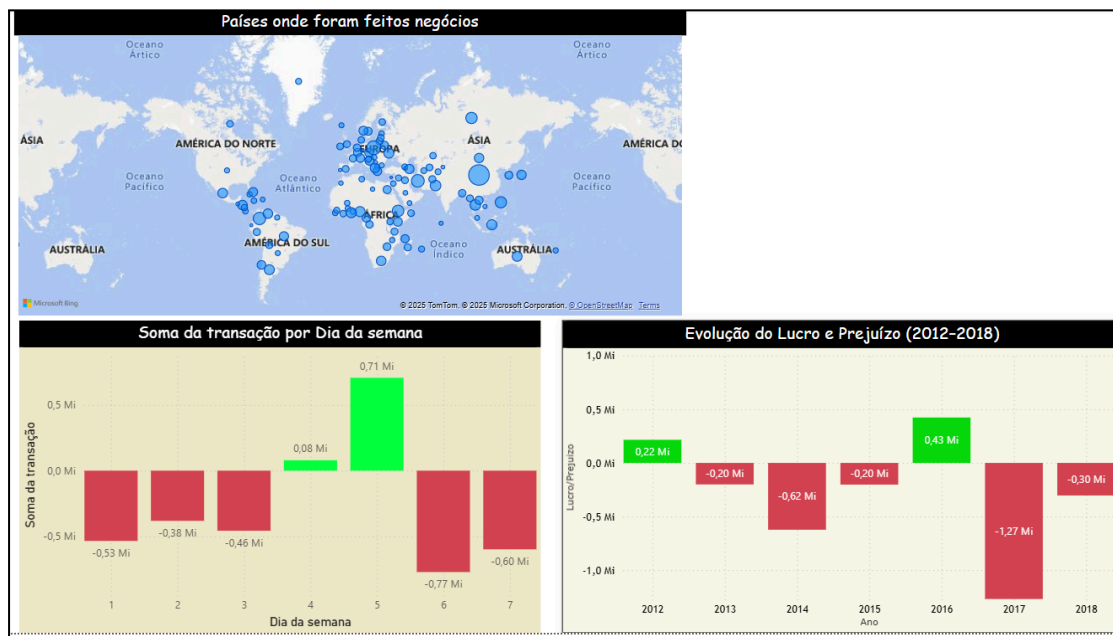 Países onde foram feitos negócios
Oceano
Ártico
Oceano
Ártico
ÁSIA
AMÉRICA DO NORTE
EUROPA
ÁSIA
AMÉRICA DO
Oceano
Pacífico
Oceano
Atlântico
Oceano
Pacífico
ÁFRICA
AUSTRÁLIA
AMÉRICA DO SUL
Oceano
Índico
AUSTRÁLIA
Microsoft Bing
© 2025 TomTom, © 2025 Microsoft Corporation, © OpenStreetMap Terms
Soma da transação por Dia da semana
Soma da transação
0,5 Mi
0,0 Mi
-0,5 Mi
-0,53 Mi
-0,38 Mi
-0,46 Mi
0,08 Mi
0,71 Mi
-0,77 Mi
-0,60 Mi
1 2 3 4 5 6 7
Dia da semana
Evolução do Lucro e Prejuízo (2012-2018)
Lucro/Prejuízo
1,0 Mi
0,5 Mi
0,0 Mi
-0,5 Mi
-1,0 Mi
0,22 Mi
-0,20 Mi
-0,62 Mi
-0,20 Mi
0,43 Mi
-1,27 Mi
-0,30 Mi
2012 2013 2014 2015 2016 2017 2018
Ano